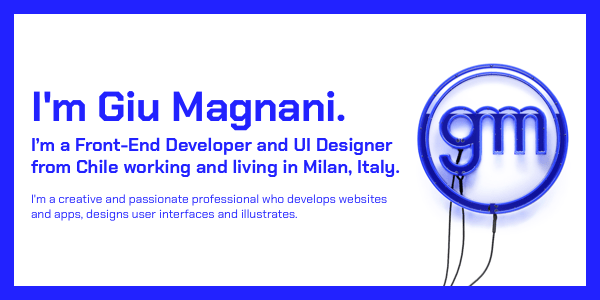 I'm Giu Magnani.
I'm a Front-End Developer and UI Designer
from Chile working and living in Milan, Italy.
I'm a creative and passionate professional who develops websites
and apps, designs user interfaces and illustrates.
gm